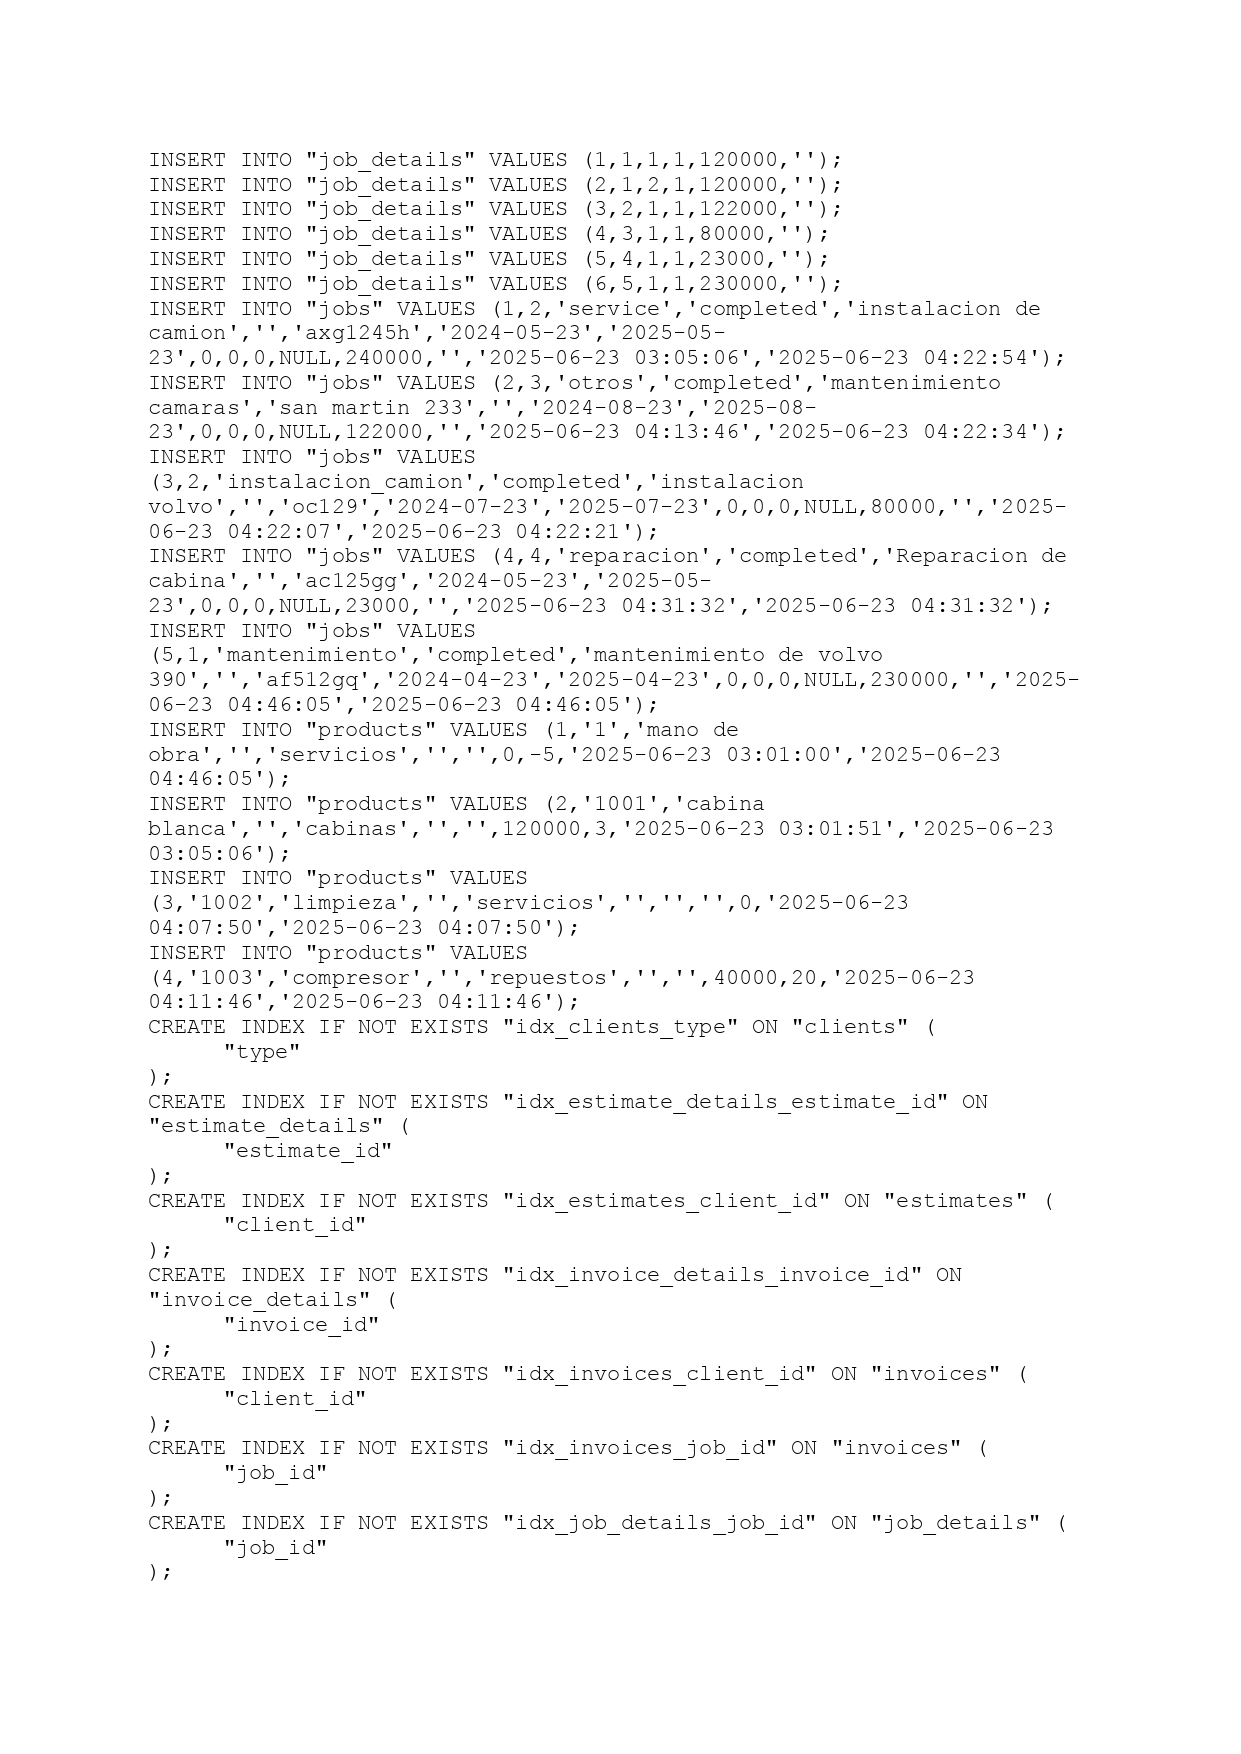 INSERT INTO "job_details" VALUES (1,1,1,1,120000,'');
INSERT INTO "job_details" VALUES (2,1,2,1,120000,'');
INSERT INTO "job_details" VALUES (3,2,1,1,122000,'');
INSERT INTO "job_details" VALUES (4,3,1,1,80000,'');
INSERT INTO "job_details" VALUES (5,4,1,1,23000,'');
INSERT INTO "job_details" VALUES (6,5,1,1,230000,'');
INSERT INTO "jobs" VALUES (1,2,'service','completed','instalacion de
camion','','axg1245h','2024-05-23','2025-05-
23',0,0,0,NULL,240000,'','2025-06-23 03:05:06','2025-06-23 04:22:54');
INSERT INTO "jobs" VALUES (2,3,'otros','completed','mantenimiento
camaras','san martin 233','','2024-08-23','2025-08-
23',0,0,0,NULL,122000,'','2025-06-23 04:13:46','2025-06-23 04:22:34');
INSERT INTO "jobs" VALUES
(3,2,'instalacion_camion','completed','instalacion
volvo','','oc129','2024-07-23','2025-07-23',0,0,0,NULL,80000,'','2025-
06-23 04:22:07','2025-06-23 04:22:21');
INSERT INTO "jobs" VALUES (4,4,'reparacion','completed','Reparacion de
cabina','','ac125gg','2024-05-23','2025-05-
23',0,0,0,NULL,23000,'','2025-06-23 04:31:32','2025-06-23 04:31:32');
INSERT INTO "jobs" VALUES
(5,1,'mantenimiento','completed','mantenimiento de volvo
390','','af512gq','2024-04-23','2025-04-23',0,0,0,NULL,230000,'','2025-
06-23 04:46:05','2025-06-23 04:46:05');
INSERT INTO "products" VALUES (1,'1','mano de
obra','','servicios','','',0,-5,'2025-06-23 03:01:00','2025-06-23
04:46:05');
INSERT INTO "products" VALUES (2,'1001','cabina
blanca','','cabinas','','',120000,3,'2025-06-23 03:01:51','2025-06-23
03:05:06');
INSERT INTO "products" VALUES
(3,'1002','limpieza','','servicios','','','',0,'2025-06-23
04:07:50','2025-06-23 04:07:50');
INSERT INTO "products" VALUES
(4,'1003','compresor','','repuestos','','',40000,20,'2025-06-23
04:11:46','2025-06-23 04:11:46');
CREATE INDEX IF NOT EXISTS "idx_clients_type" ON "clients" (
"type"
);
CREATE INDEX IF NOT EXISTS "idx_estimate_details_estimate_id" ON
"estimate_details" (
"estimate_id"
);
CREATE INDEX IF NOT EXISTS "idx_estimates_client_id" ON "estimates" (
"client_id"
);
CREATE INDEX IF NOT EXISTS "idx_invoice_details_invoice_id" ON
"invoice_details" (
"invoice_id"
);
CREATE INDEX IF NOT EXISTS "idx_invoices_client_id" ON "invoices" (
"client_id"
);
CREATE INDEX IF NOT EXISTS "idx_invoices_job_id" ON "invoices" (
"job_id"
);
CREATE INDEX IF NOT EXISTS "idx_job_details_job_id" ON "job_details" (
"job_id"
);